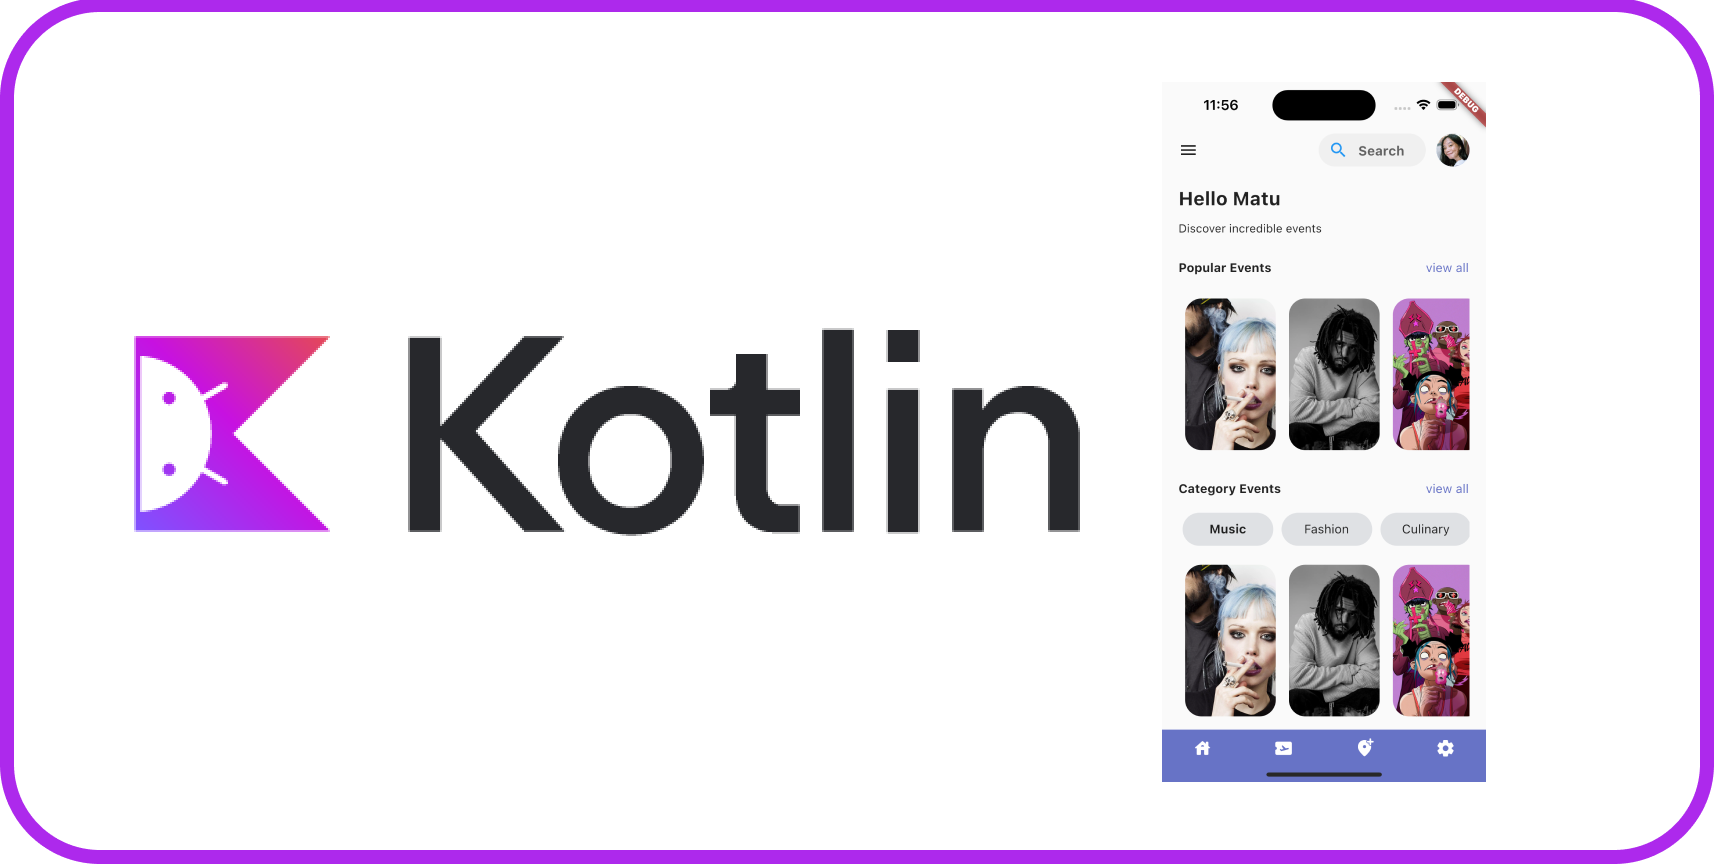 Kotlin
11:56
DEBUG
Search
Hello Matu
Discover incredible events
Popular Events
view all
Category Events
view all
Music
Fashion
Culinary